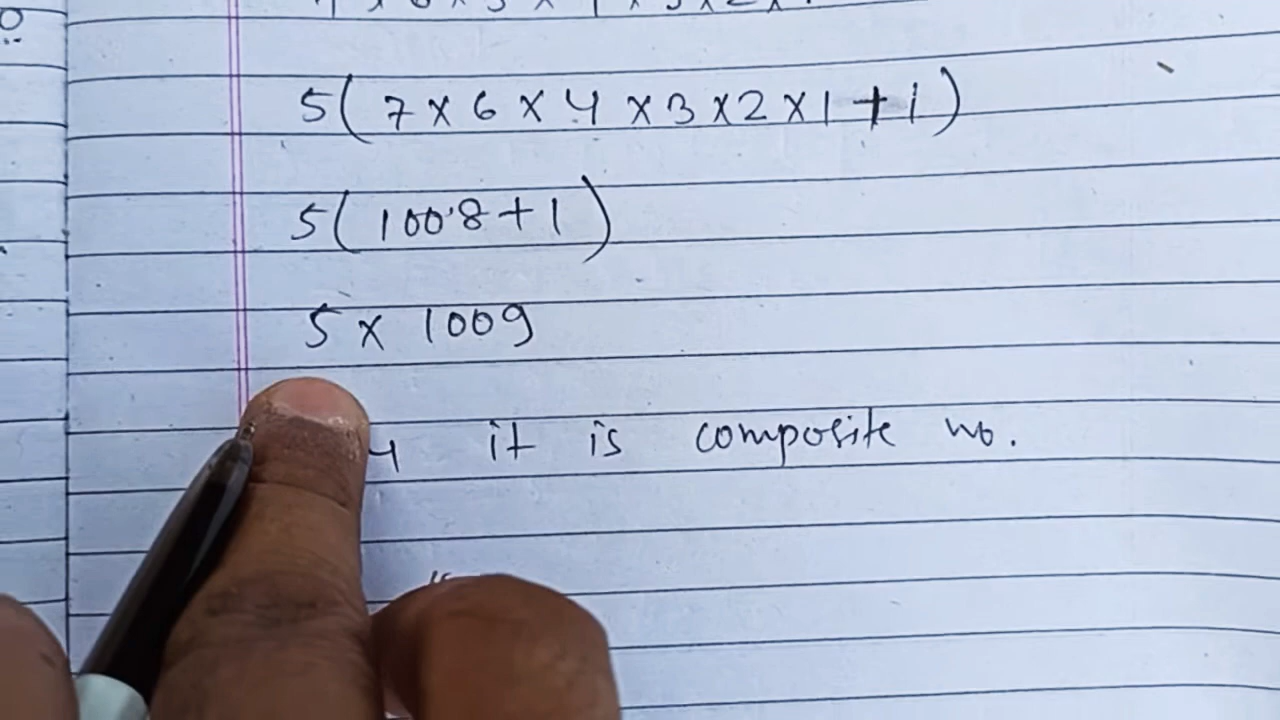 5(7×6×4×3×2×1+1)
5(1008+1)
5×1009
it is composite no.